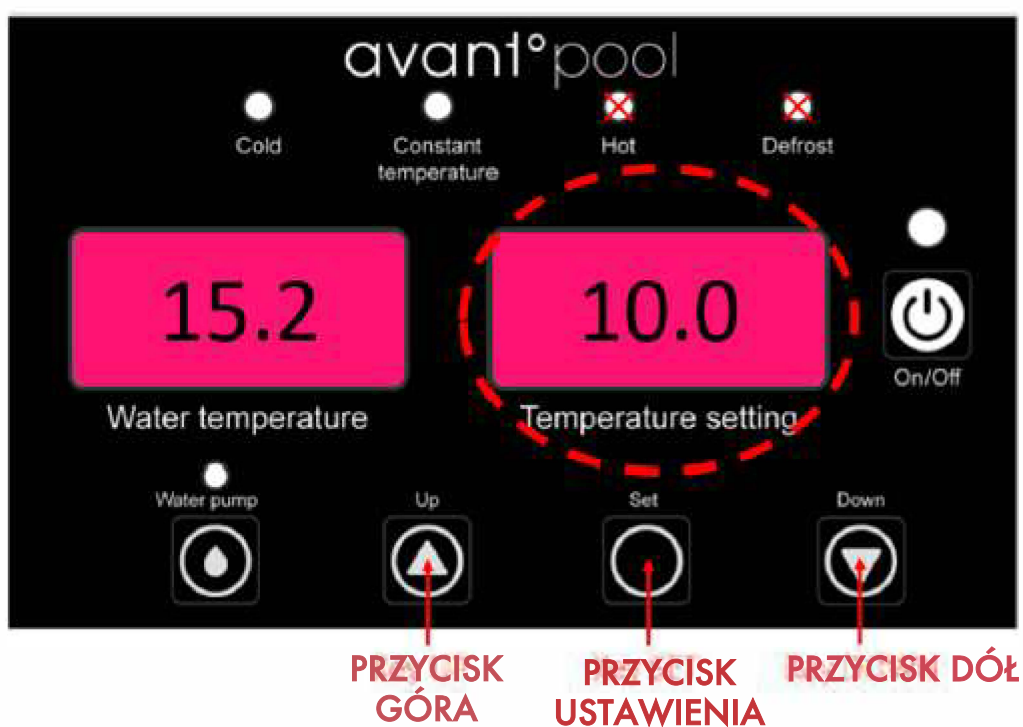 avant°pool
Cold
Constant
temperature
Hot
Defrost
15.2
10.0
On/Off
Water temperature
Temperature setting
Water pump
Up
Set
Down
PRZYCISK
GÓRA
PRZYCISK
USTAWIENIA
PRZYCISK DÓŁ